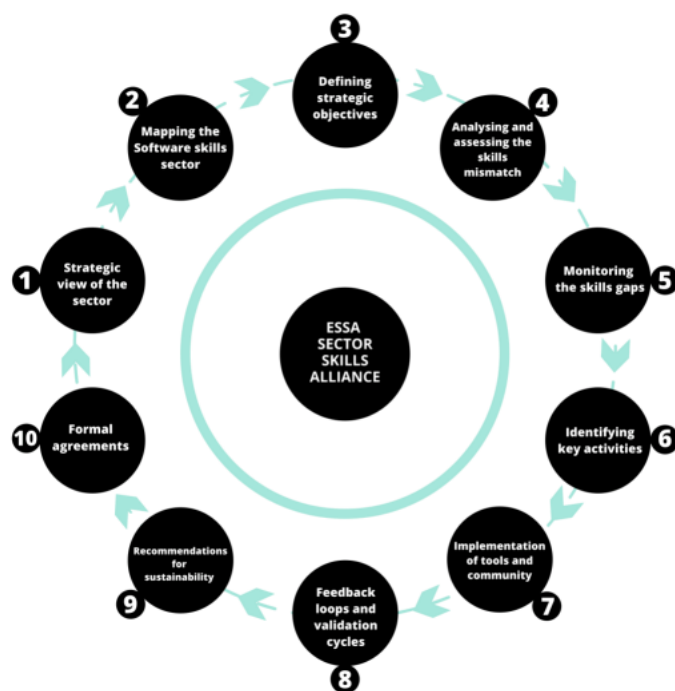 3
Defining
strategic
objectives
2
Mapping the
Software skills
sector
4
Analysing and
assessing the
skills
mismatch
1
Strategic
view of the
sector
5
Monitoring
the skills gaps
ESSA
SECTOR
SKILLS
ALLIANCE
10
Formal
agreements
6
Identifying
key activities
9
Recommendations
for
sustainability
7
Implementation
of tools and
community
8
Feedback
loops and
validation
cycles